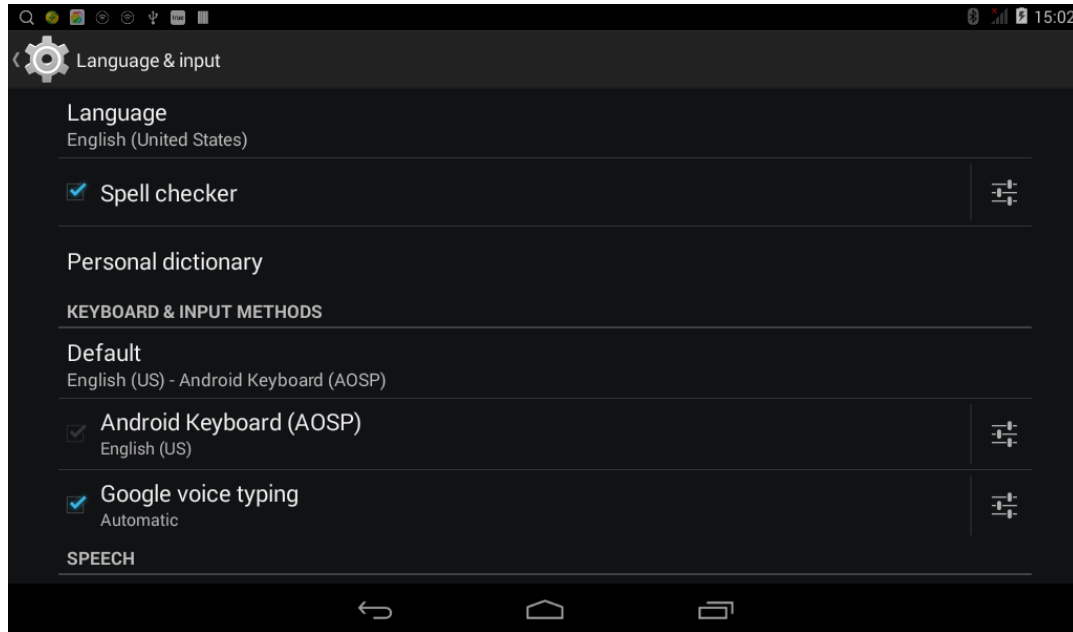 15:02
Language & input
Language
English (United States)
Spell checker
Personal dictionary
KEYBOARD & INPUT METHODS
Default
English (US) - Android Keyboard (AOSP)
Android Keyboard (AOSP)
English (US)
Google voice typing
Automatic
SPEECH